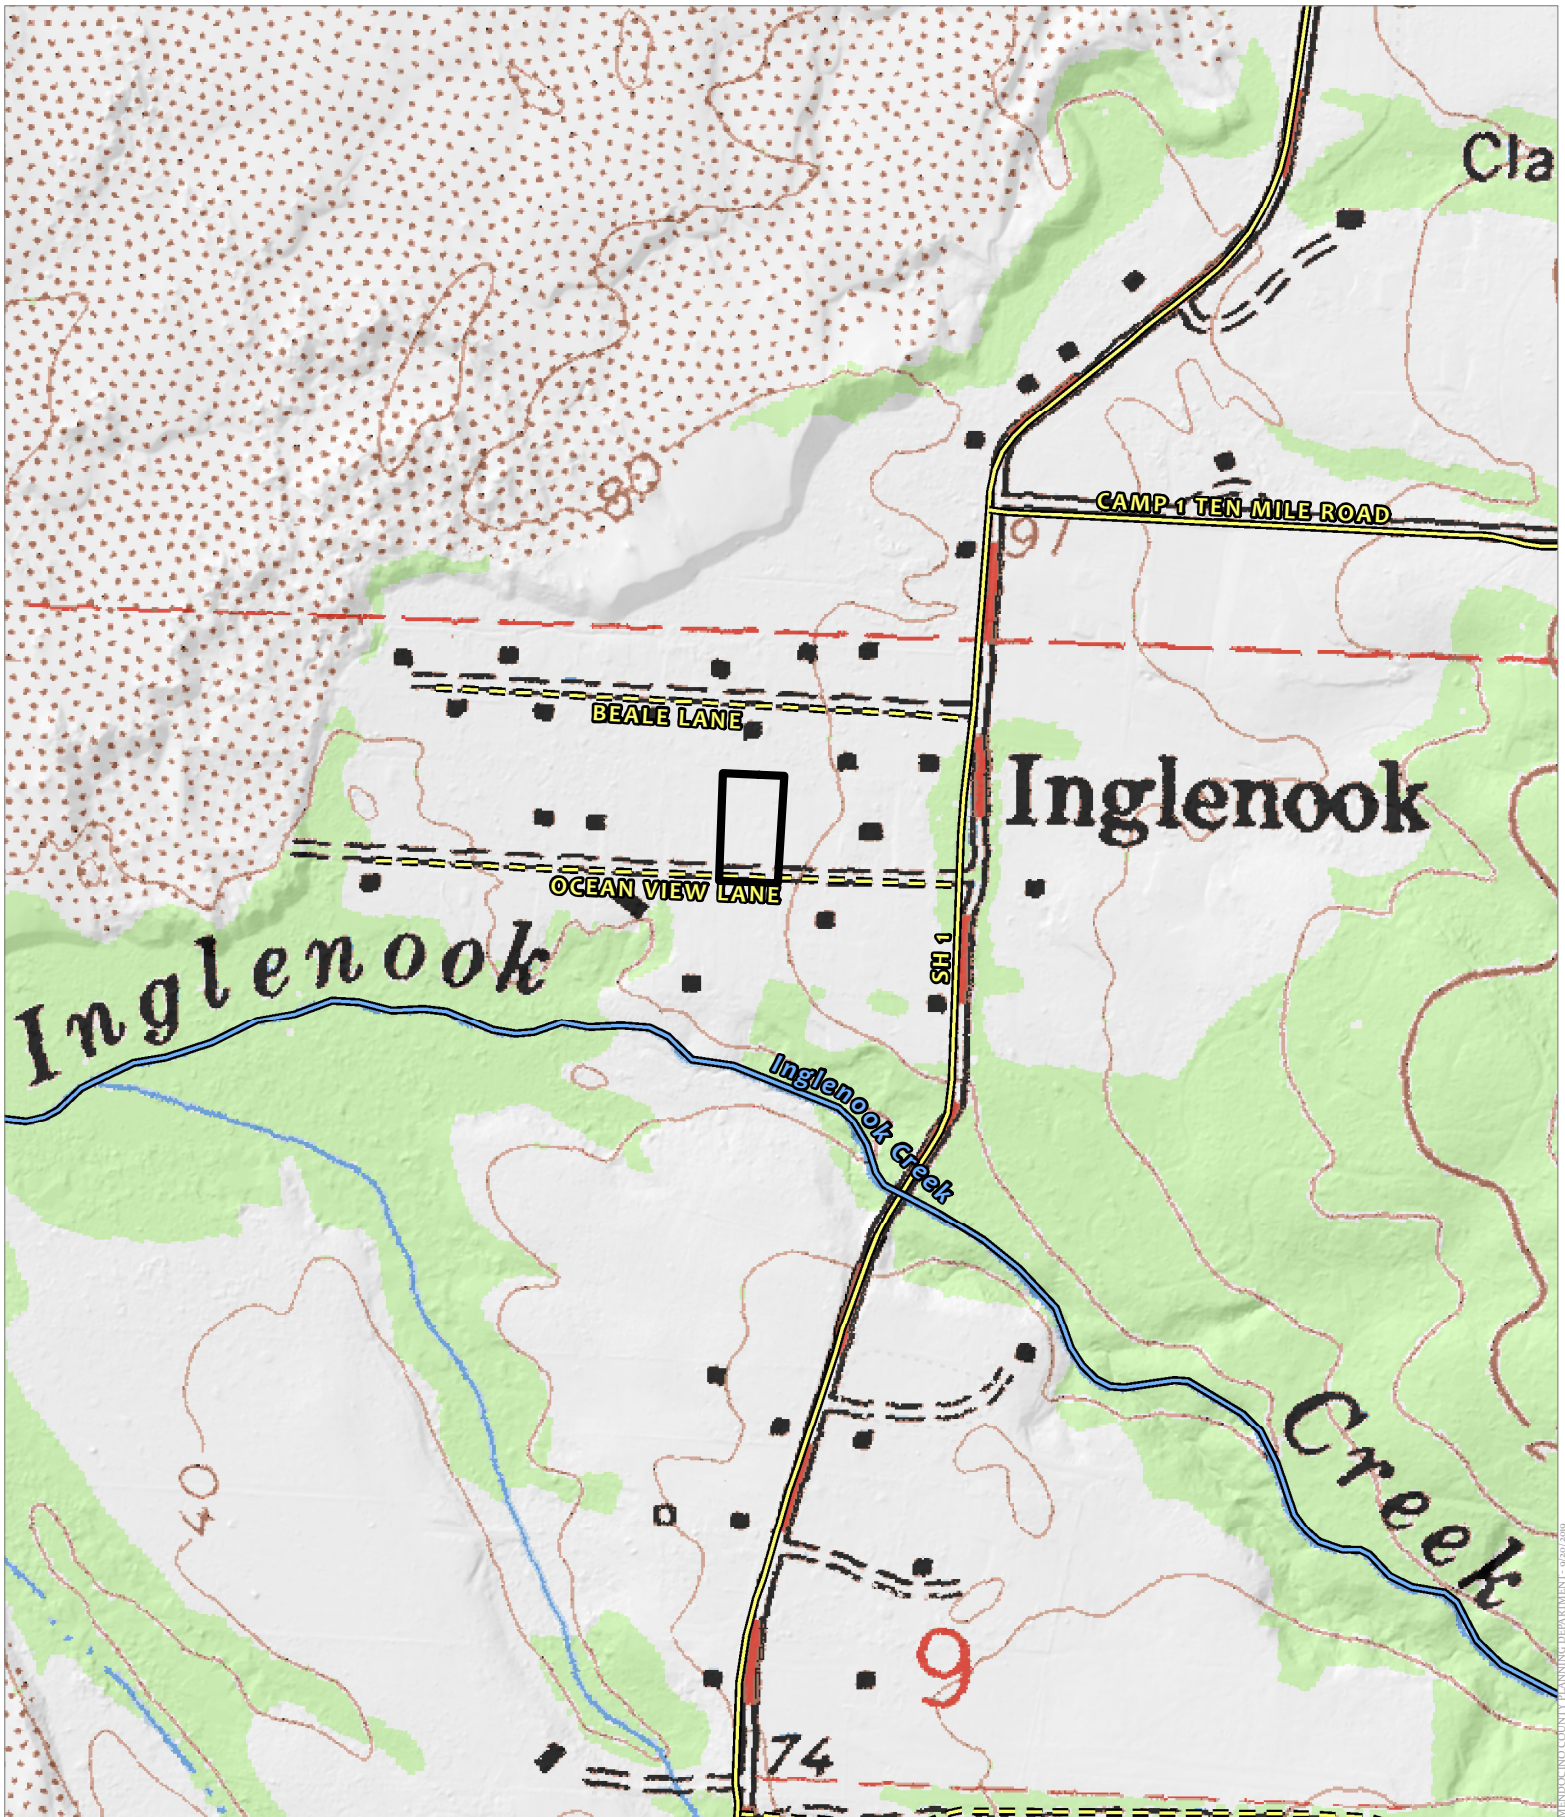 Cla
80
CAMP 1 TEN MILE ROAD
97
BEALE LANE
Inglenook
OCEAN VIEW LANE
SH 1
Inglenook
Inglenook Creek
Creek
40
9
74